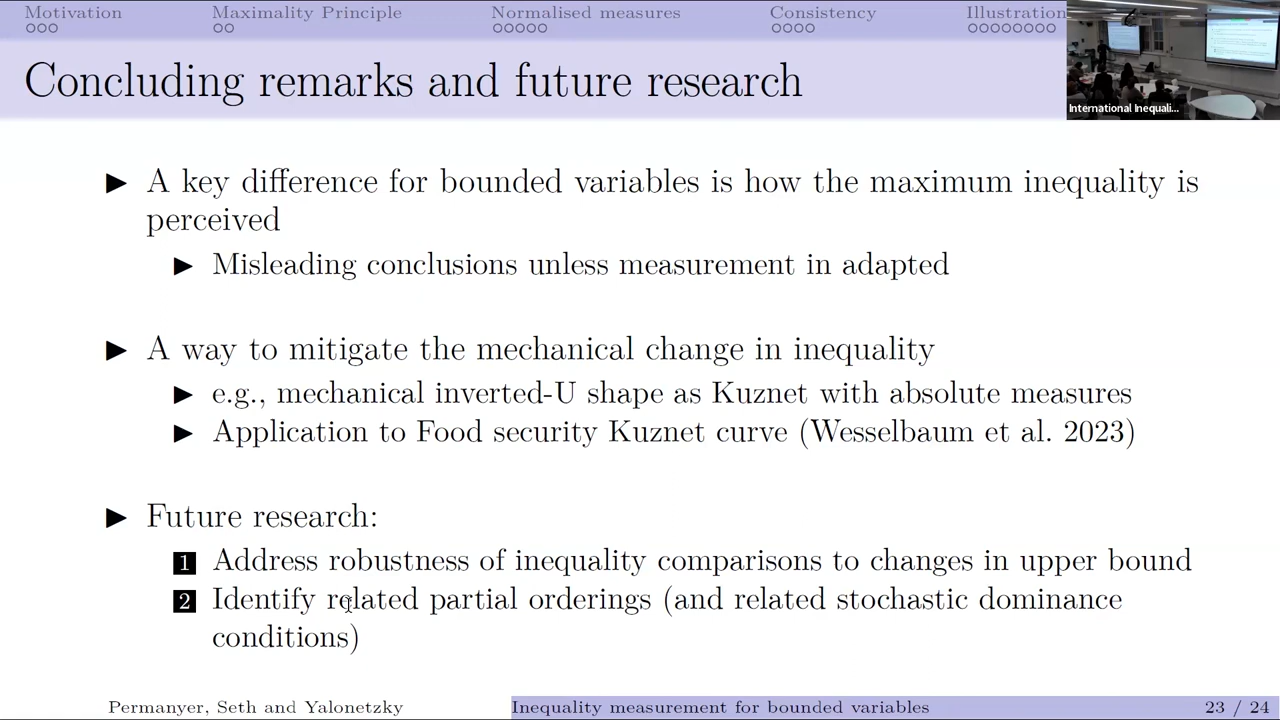 Motivation Maximality Principle Normalised measures Consistency Illustration
Concluding remarks and future research
International Inequali...
A key difference for bounded variables is how the maximum inequality is
perceived
Misleading conclusions unless measurement in adapted
A way to mitigate the mechanical change in inequality
e.g., mechanical inverted-U shape as Kuznet with absolute measures
Application to Food security Kuznet curve (Wesselbaum et al. 2023)
Future research:
1 Address robustness of inequality comparisons to changes in upper bound
2 Identify related partial orderings (and related stochastic dominance
conditions)
Permanyer, Seth and Yalonetzky Inequality measurement for bounded variables 23 / 24